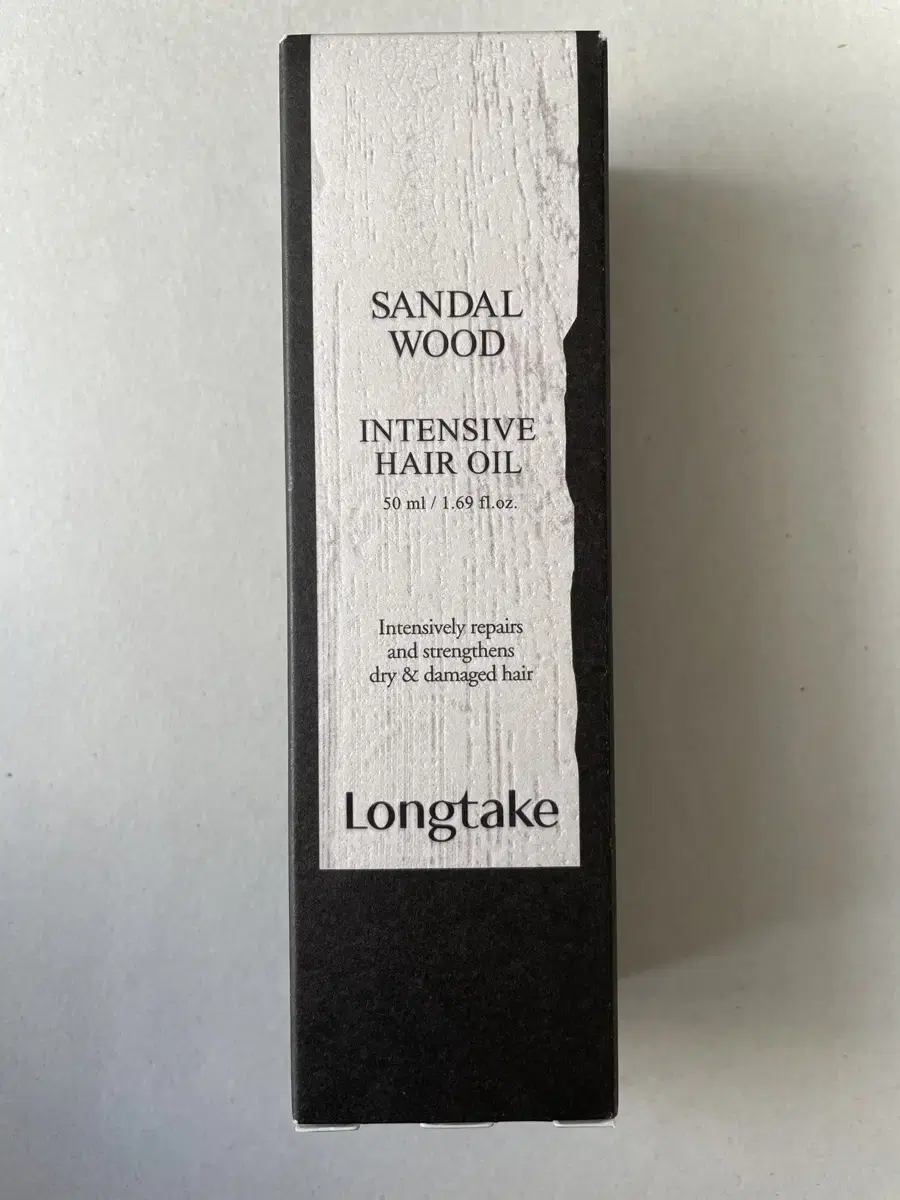 SANDAL
WOOD
INTENSIVE
HAIR OIL
50 ml / 1.69 fl.oz.
Intensively repairs
and strengthens
dry & damaged hair
Longtake